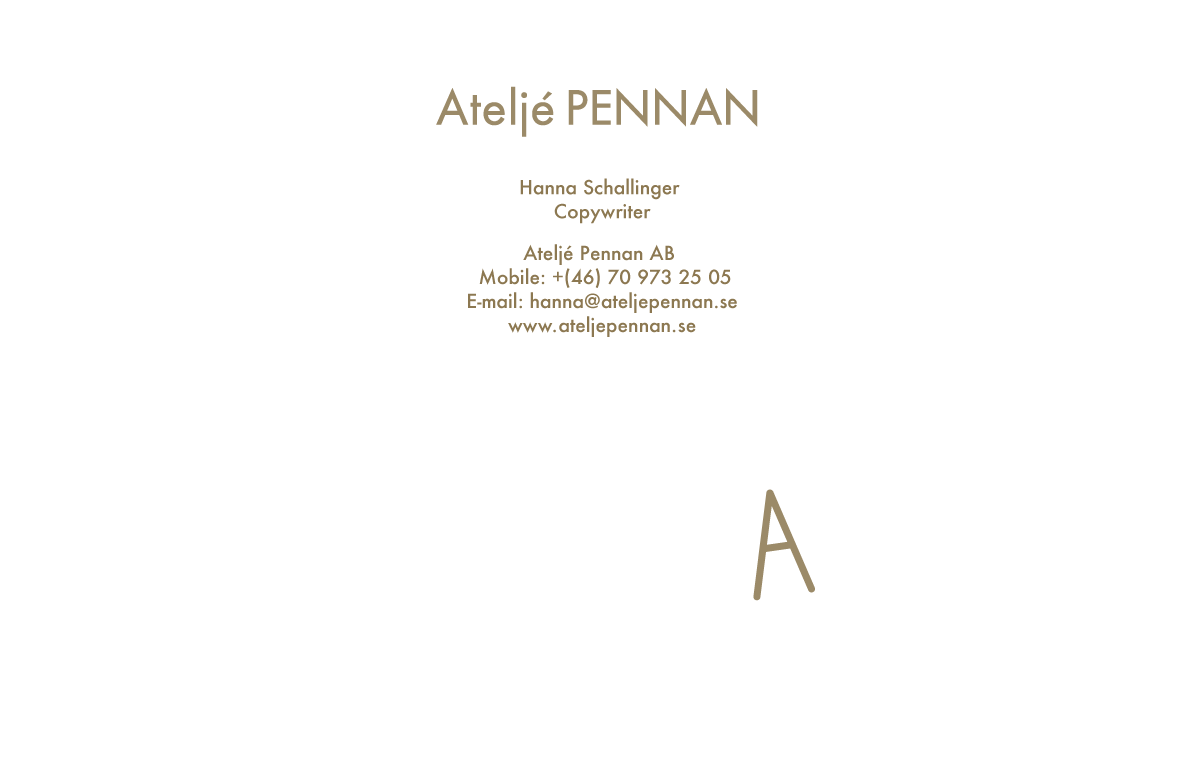 Ateljé PENNAN
Hanna Schallinger
Copywriter
Ateljé Pennan AB
Mobile: +(46) 70 973 25 05
E-mail: hanna@ateljepennan.se
www.ateljepennan.se
A